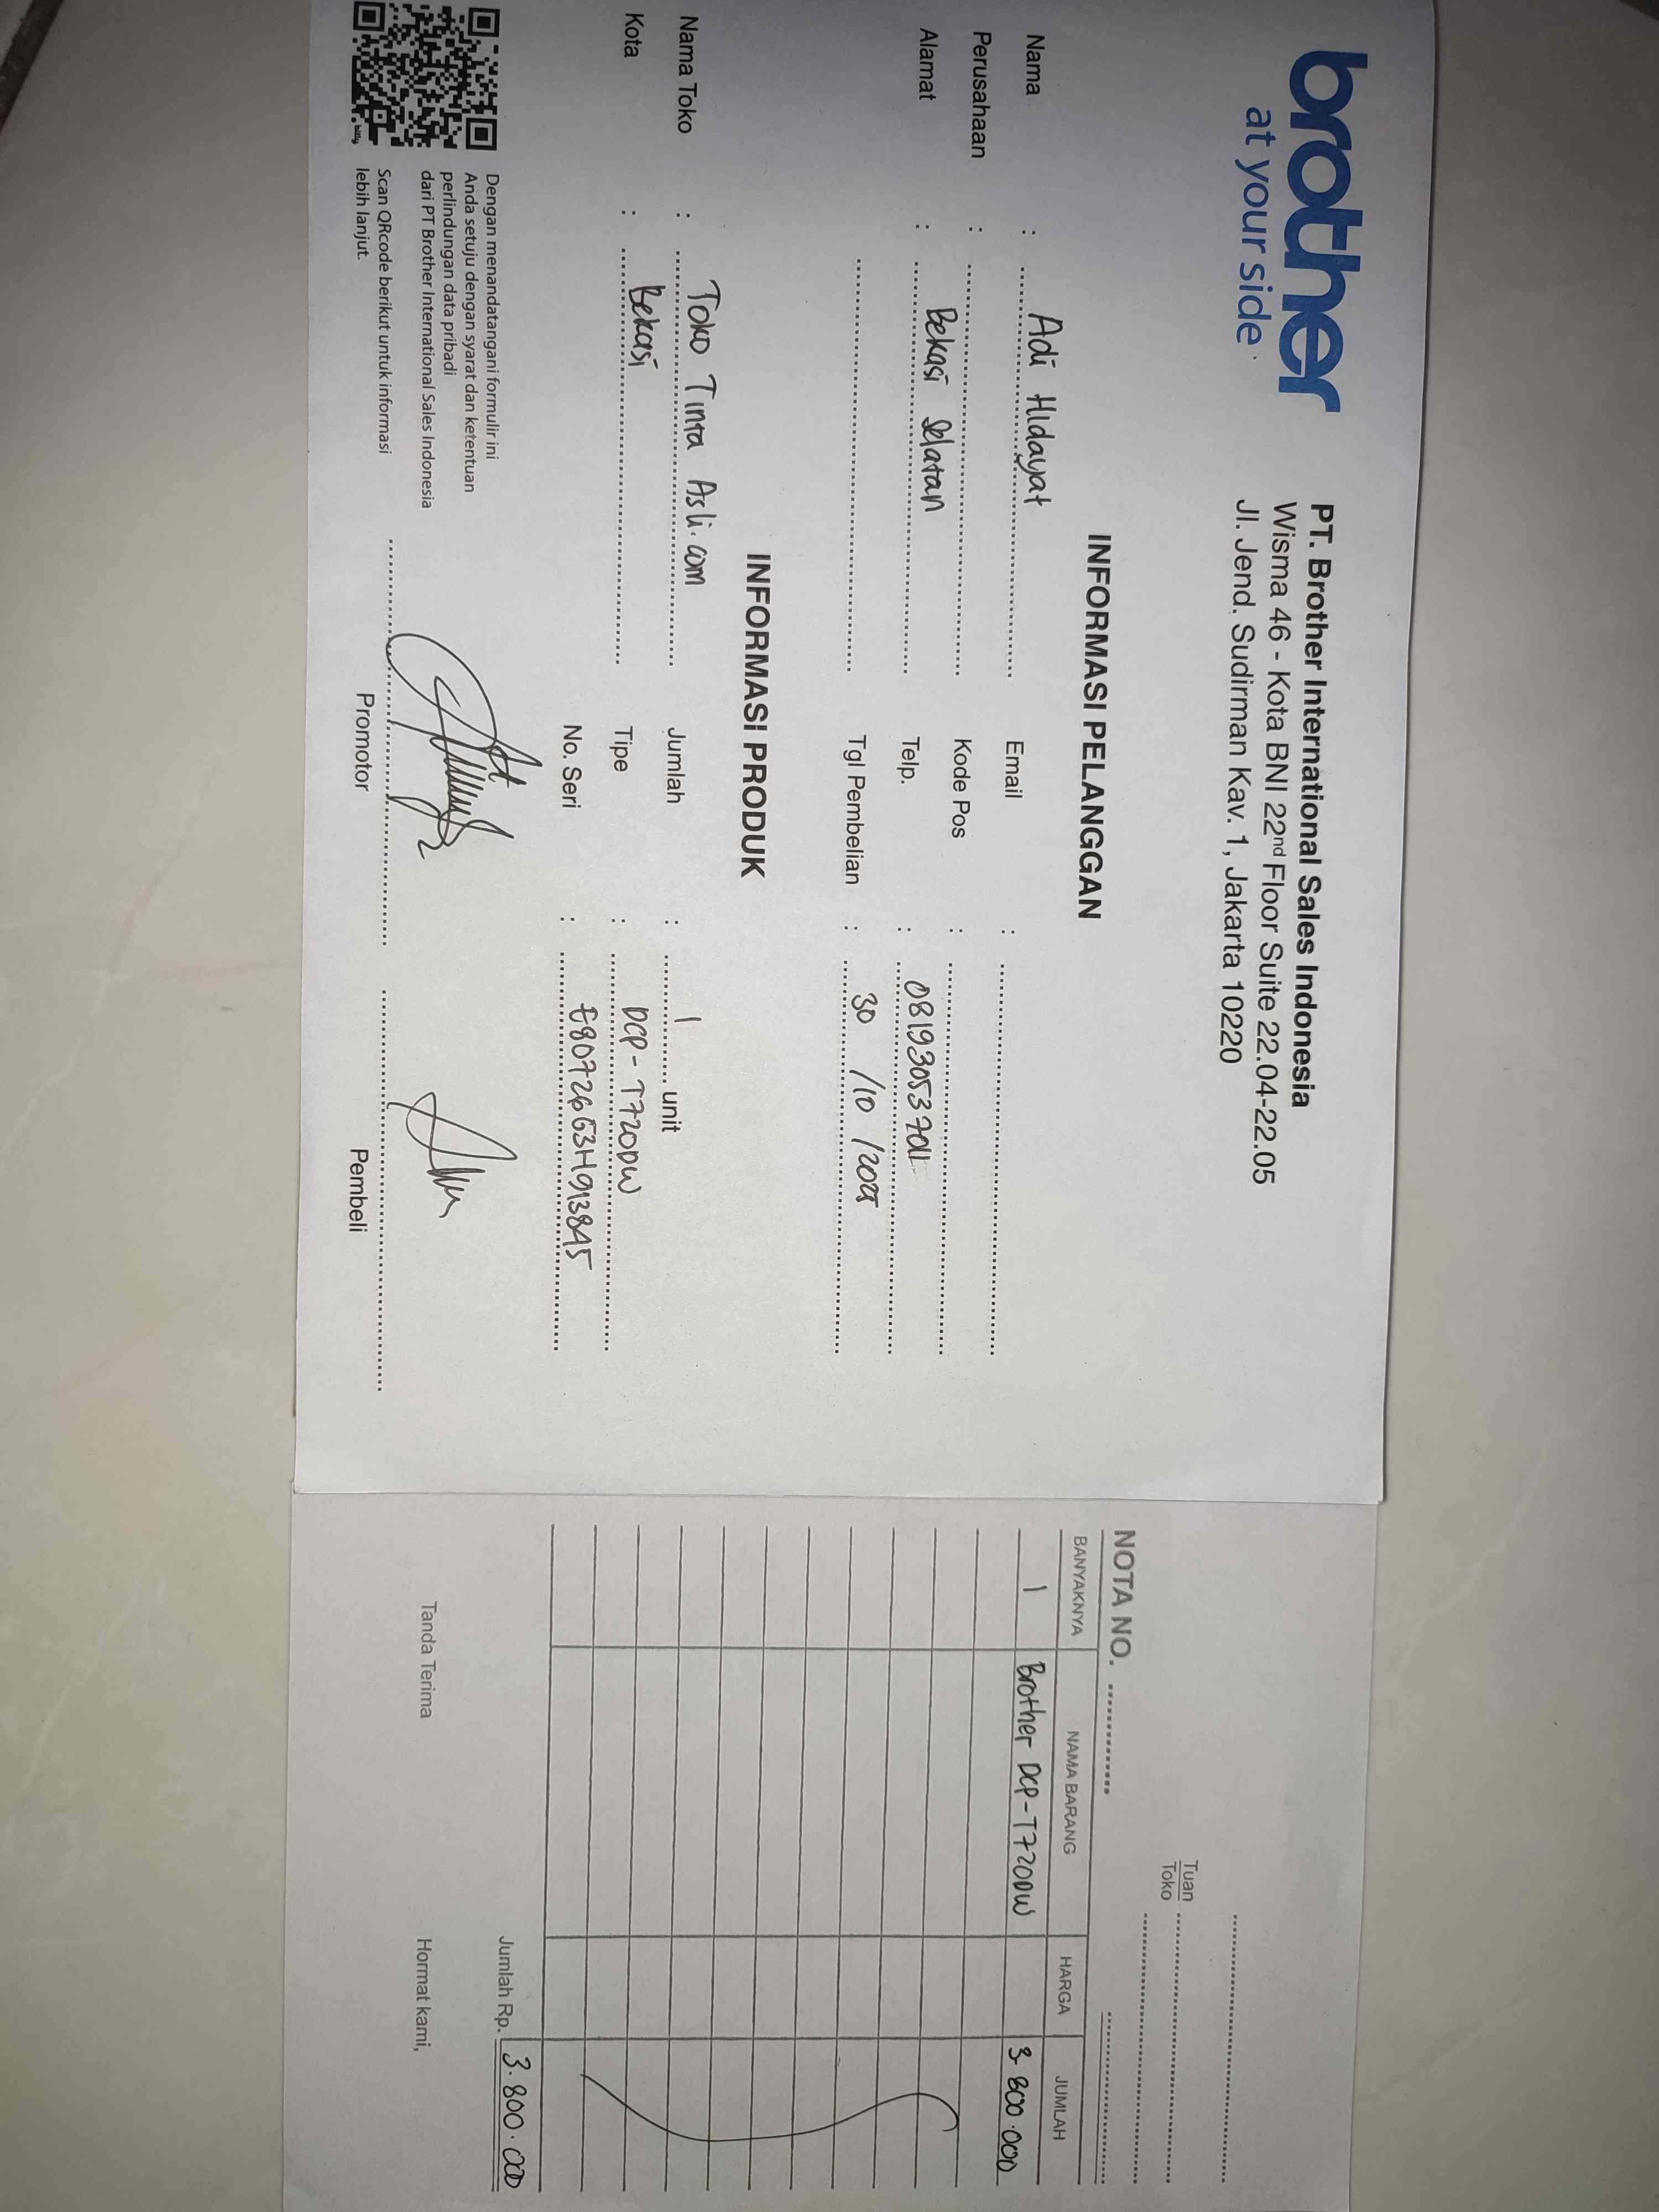 brother
at your side
PT. Brother International Sales Indonesia
Wisma 46 - Kota BNI 22nd Floor Suite 22.04-22.05
Jl. Jend. Sudirman Kav. 1, Jakarta 10220
INFORMASI PELANGGAN
Nama : Adi Hidayat Email :
Perusahaan : Kode Pos :
Alamat : Bekasi Selatan Telp. :
Tgl Pembelian : 30 /10 /2025
INFORMASI PRODUK
Nama Toko : Toko Tinta Asli.com Jumlah : 1 unit
Kota : Bekasi Tipe : DCP-T720DW
No. Seri : E80726G3H913845
Dengan menandatangani formulir ini
Anda setuju dengan syarat dan ketentuan
perlindungan data pribadi
dari PT Brother International Sales Indonesia
Scan QRcode berikut untuk informasi
lebih lanjut.
Promotor Pembeli
Tuan
Toko
NOTA NO.
BANYAKNYA NAMA BARANG HARGA JUMLAH
1 Brother DCP-T720DW 3.800.000
Jumlah Rp. 3.800.000
Tanda Terima Hormat kami,